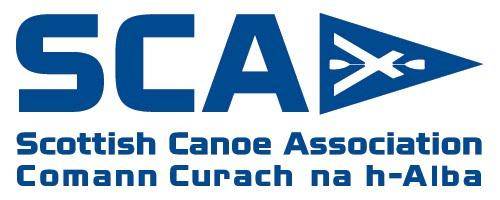 SCA
Scottish Canoe Association
Comann Curach na h-Alba